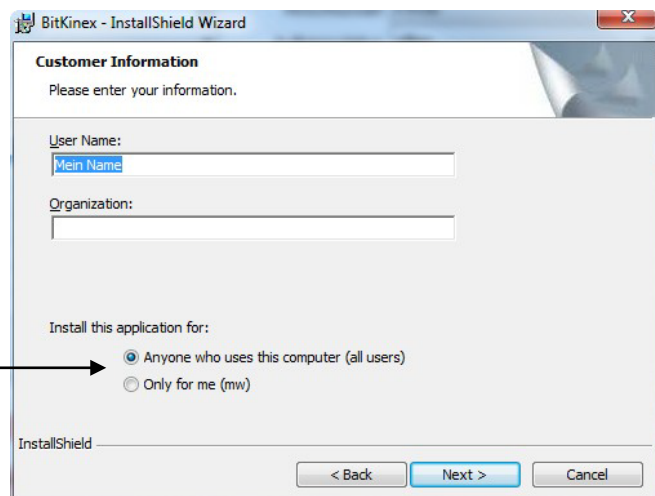 BitKinex - InstallShield Wizard
Customer Information
Please enter your information.
User Name:
Mein Name
Organization:
Install this application for:
Anyone who uses this computer (all users)
Only for me (mw)
InstallShield
< Back Next > Cancel